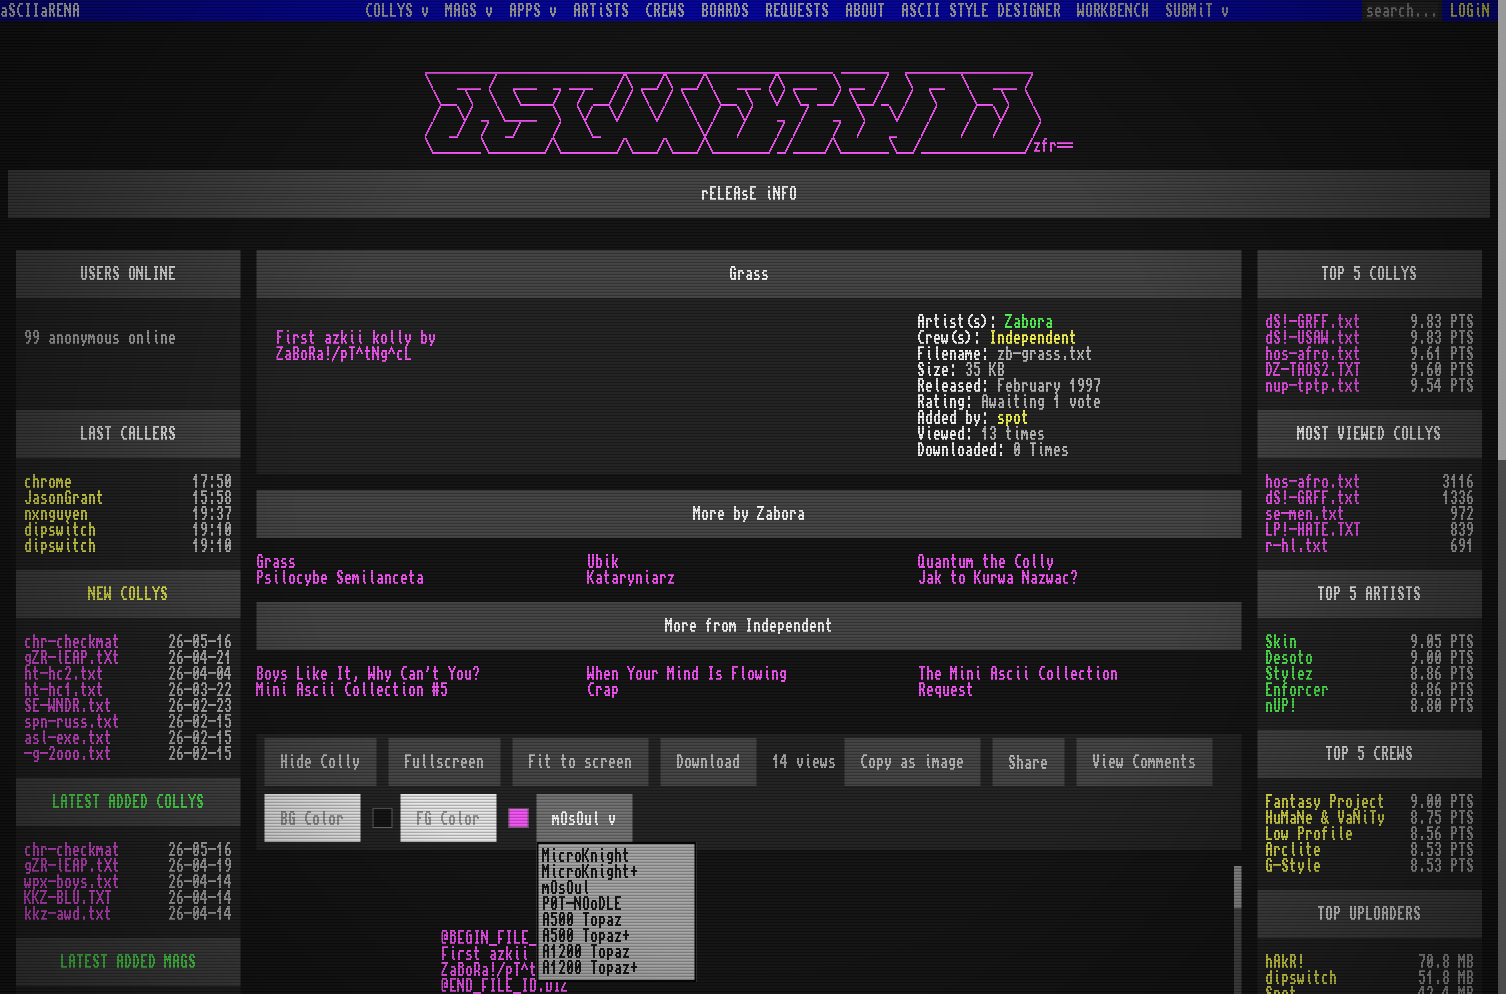 aSCIIaRENA
COLLYS v MAGS v APPS v ARTiSTS CREWS BOARDS REQUESTS ABOUT ASCII STYLE DESIGNER WORKBENCH SUBMiT v
search... LOGiN
zfr==
rELEAsE iNFO
USERS ONLINE
99 anonymous online
LAST CALLERS
chrome 17:50
JasonGrant 15:58
nxnguyen 19:37
dipswitch 19:10
dipswitch 19:10
NEW COLLYS
chr-checkmat 26-05-16
gZR-lEAP.tXt 26-04-21
ht-hc2.txt 26-04-04
ht-hc1.txt 26-03-22
SE-WNDR.txt 26-02-23
spn-russ.txt 26-02-15
asl-exe.txt 26-02-15
-g-2ooo.txt 26-02-15
LATEST ADDED COLLYS
chr-checkmat 26-05-16
gZR-lEAP.tXt 26-04-19
wpx-boys.txt 26-04-14
KKZ-BLU.TXT 26-04-14
kkz-awd.txt 26-04-14
LATEST ADDED MAGS
Grass
First azkii kolly by
ZaBoRa!/pT^tNg^cL
Artist(s): Zabora
Crew(s): Independent
Filename: zb-grass.txt
Size: 35 KB
Released: February 1997
Rating: Awaiting 1 vote
Added by: spot
Viewed: 13 times
Downloaded: 0 Times
More by Zabora
Grass Ubik Quantum the Colly
Psilocybe Semilanceta Kataryniarz Jak to Kurwa Nazwac?
More from Independent
Boys Like It, Why Can't You? When Your Mind Is Flowing The Mini Ascii Collection
Mini Ascii Collection #5 Crap Request
Hide Colly Fullscreen Fit to screen Download 14 views Copy as image Share View Comments
BG Color FG Color mOsOul v
MicroKnight
MicroKnight+
mOsOul
P0T-NOoDLE
A500 Topaz
A500 Topaz+
A1200 Topaz
A1200 Topaz+
@BEGIN_FILE_
First azkii
ZaBoRa!/pT^t
@END_FILE_ID.DIZ
TOP 5 COLLYS
dS!-GRFF.txt 9.83 PTS
dS!-USAW.txt 9.83 PTS
hos-afro.txt 9.61 PTS
DZ-TAOS2.TXT 9.60 PTS
nup-tptp.txt 9.54 PTS
MOST VIEWED COLLYS
hos-afro.txt 3116
dS!-GRFF.txt 1336
se-men.txt 972
LP!-HATE.TXT 839
r-hl.txt 691
TOP 5 ARTISTS
Skin 9.05 PTS
Desoto 9.00 PTS
Stylez 8.86 PTS
Enforcer 8.86 PTS
nUP! 8.80 PTS
TOP 5 CREWS
Fantasy Project 9.00 PTS
HuMaNe & VaNiTy 8.75 PTS
Low Profile 8.56 PTS
Arclite 8.53 PTS
G-Style 8.53 PTS
TOP UPLOADERS
hAkR! 70.8 MB
dipswitch 51.8 MB
Spot 42.4 MB